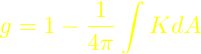 g = 1 - \frac{1}{4\pi} \int K dA